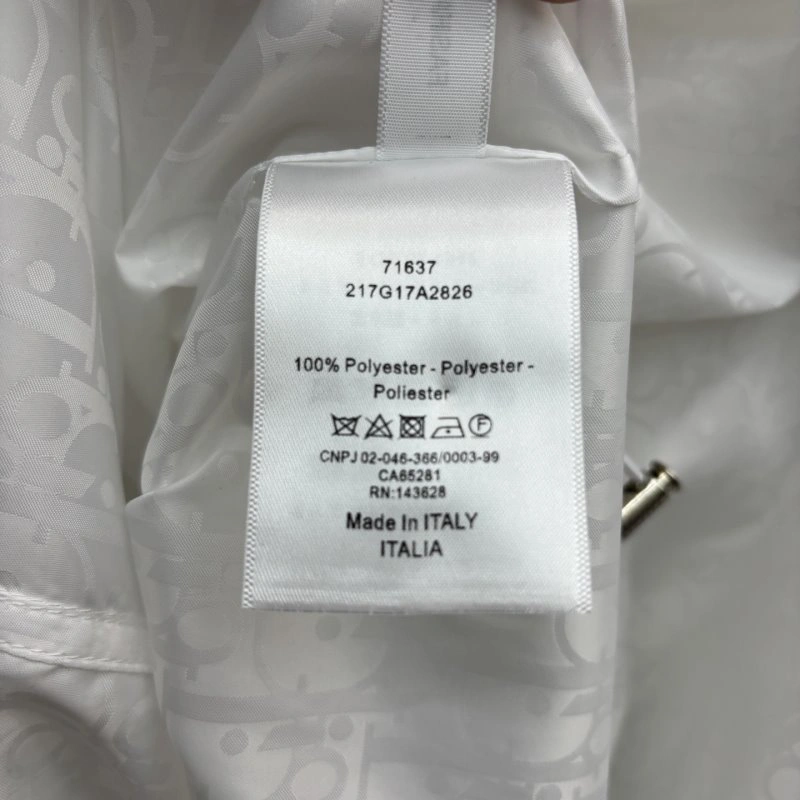 71637
217G17A2826
100% Polyester - Polyester -
Poliester
CNPJ 02-046-366/0003-99
CA65281
RN:143628
Made In ITALY
ITALIA